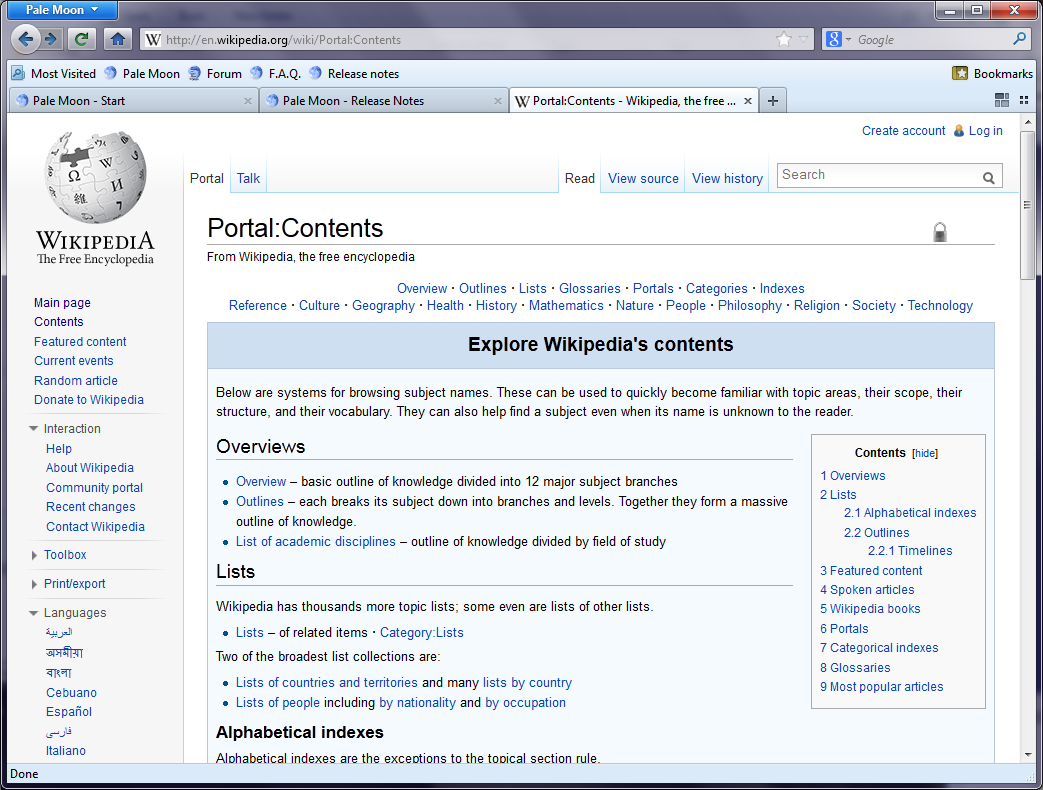 Pale Moon
http://en.wikipedia.org/wiki/Portal:Contents
Google
Most Visited Pale Moon Forum F.A.Q. Release notes Bookmarks
Pale Moon - Start
Pale Moon - Release Notes
Portal:Contents - Wikipedia, the free ...
Create account Log in
Portal Talk Read View source View history Search
WIKIPEDIA
The Free Encyclopedia
Main page
Contents
Featured content
Current events
Random article
Donate to Wikipedia
Interaction
Help
About Wikipedia
Community portal
Recent changes
Contact Wikipedia
Toolbox
Print/export
Languages
العربية
অসমীয়া
বাংলা
Cebuano
Español
فارسی
Italiano
Portal:Contents
From Wikipedia, the free encyclopedia
Overview · Outlines · Lists · Glossaries · Portals · Categories · Indexes
Reference · Culture · Geography · Health · History · Mathematics · Nature · People · Philosophy · Religion · Society · Technology
Explore Wikipedia's contents
Below are systems for browsing subject names. These can be used to quickly become familiar with topic areas, their scope, their
structure, and their vocabulary. They can also help find a subject even when its name is unknown to the reader.
Overviews
Overview – basic outline of knowledge divided into 12 major subject branches
Outlines – each breaks its subject down into branches and levels. Together they form a massive
outline of knowledge.
List of academic disciplines – outline of knowledge divided by field of study
Lists
Wikipedia has thousands more topic lists; some even are lists of other lists.
Lists – of related items · Category:Lists
Two of the broadest list collections are:
Lists of countries and territories and many lists by country
Lists of people including by nationality and by occupation
Alphabetical indexes
Alphabetical indexes are the exceptions to the topical section rule.
Contents [hide]
1 Overviews
2 Lists
2.1 Alphabetical indexes
2.2 Outlines
2.2.1 Timelines
3 Featured content
4 Spoken articles
5 Wikipedia books
6 Portals
7 Categorical indexes
8 Glossaries
9 Most popular articles
Done